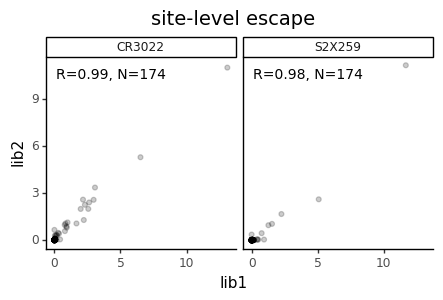 site-level escape
CR3022
S2X259
R=0.99, N=174
R=0.98, N=174
9
6
3
0
lib2
0
5
10
0
5
10
lib1